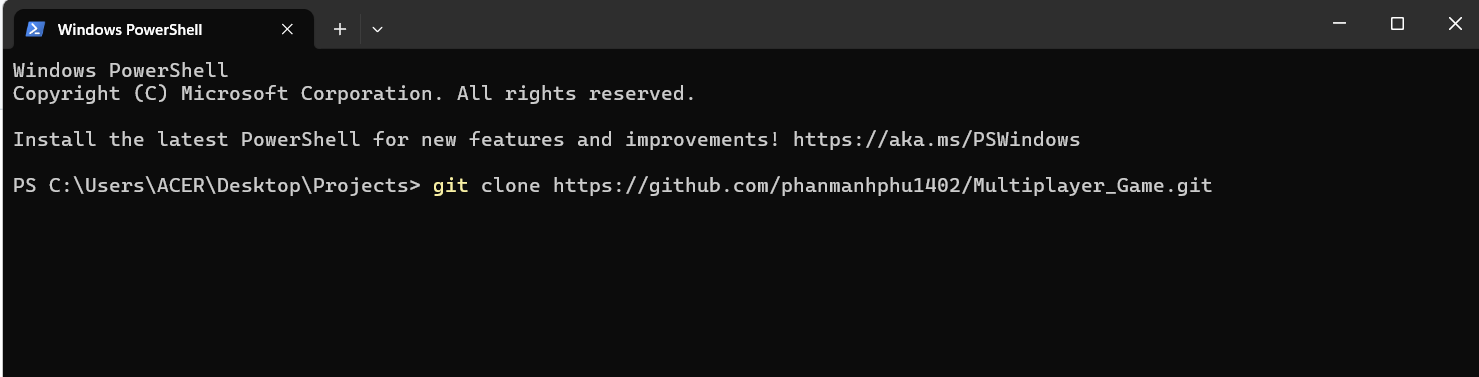 Windows PowerShell
Windows PowerShell
Copyright (C) Microsoft Corporation. All rights reserved.
Install the latest PowerShell for new features and improvements! https://aka.ms/PSWindows
PS C:\Users\ACER\Desktop\Projects> git clone https://github.com/phanmanhphu1402/Multiplayer_Game.git